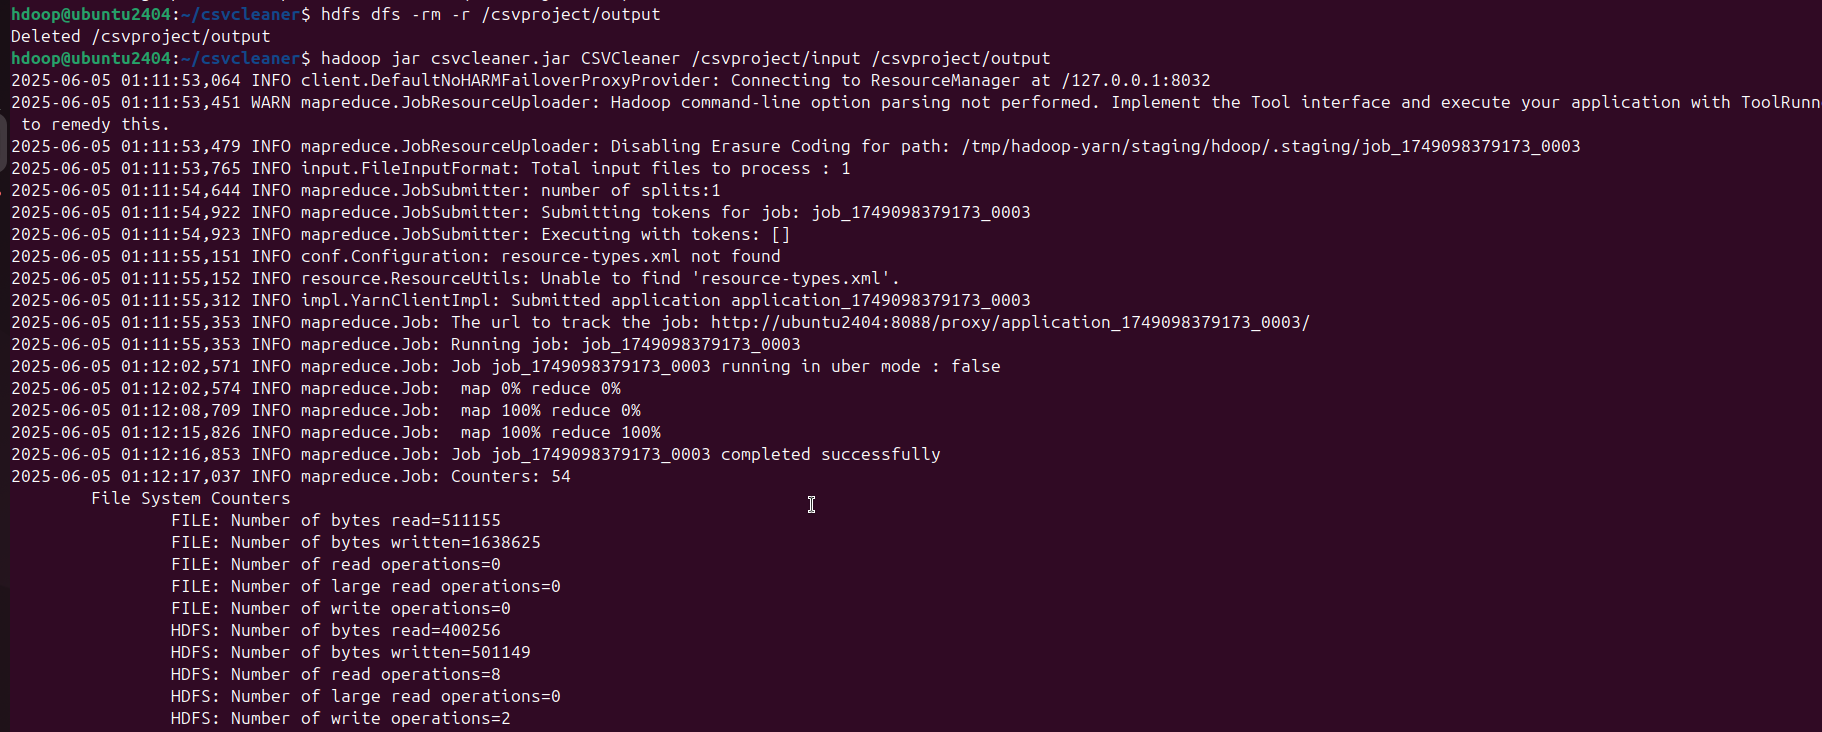 hdoop@ubuntu2404:~/csvcleaner$ hdfs dfs -rm -r /csvproject/output
Deleted /csvproject/output
hdoop@ubuntu2404:~/csvcleaner$ hadoop jar csvcleaner.jar CSVCleaner /csvproject/input /csvproject/output
2025-06-05 01:11:53,064 INFO client.DefaultNoHARMFailoverProxyProvider: Connecting to ResourceManager at /127.0.0.1:8032
2025-06-05 01:11:53,451 WARN mapreduce.JobResourceUploader: Hadoop command-line option parsing not performed. Implement the Tool interface and execute your application with ToolRunn
to remedy this.
2025-06-05 01:11:53,479 INFO mapreduce.JobResourceUploader: Disabling Erasure Coding for path: /tmp/hadoop-yarn/staging/hdoop/.staging/job_1749098379173_0003
2025-06-05 01:11:53,765 INFO input.FileInputFormat: Total input files to process : 1
2025-06-05 01:11:54,644 INFO mapreduce.JobSubmitter: number of splits:1
2025-06-05 01:11:54,922 INFO mapreduce.JobSubmitter: Submitting tokens for job: job_1749098379173_0003
2025-06-05 01:11:54,923 INFO mapreduce.JobSubmitter: Executing with tokens: []
2025-06-05 01:11:55,151 INFO conf.Configuration: resource-types.xml not found
2025-06-05 01:11:55,152 INFO resource.ResourceUtils: Unable to find 'resource-types.xml'.
2025-06-05 01:11:55,312 INFO impl.YarnClientImpl: Submitted application application_1749098379173_0003
2025-06-05 01:11:55,353 INFO mapreduce.Job: The url to track the job: http://ubuntu2404:8088/proxy/application_1749098379173_0003/
2025-06-05 01:11:55,353 INFO mapreduce.Job: Running job: job_1749098379173_0003
2025-06-05 01:12:02,571 INFO mapreduce.Job: Job job_1749098379173_0003 running in uber mode : false
2025-06-05 01:12:02,574 INFO mapreduce.Job:  map 0% reduce 0%
2025-06-05 01:12:08,709 INFO mapreduce.Job:  map 100% reduce 0%
2025-06-05 01:12:15,826 INFO mapreduce.Job:  map 100% reduce 100%
2025-06-05 01:12:16,853 INFO mapreduce.Job: Job job_1749098379173_0003 completed successfully
2025-06-05 01:12:17,037 INFO mapreduce.Job: Counters: 54
File System Counters
FILE: Number of bytes read=511155
FILE: Number of bytes written=1638625
FILE: Number of read operations=0
FILE: Number of large read operations=0
FILE: Number of write operations=0
HDFS: Number of bytes read=400256
HDFS: Number of bytes written=501149
HDFS: Number of read operations=8
HDFS: Number of large read operations=0
HDFS: Number of write operations=2